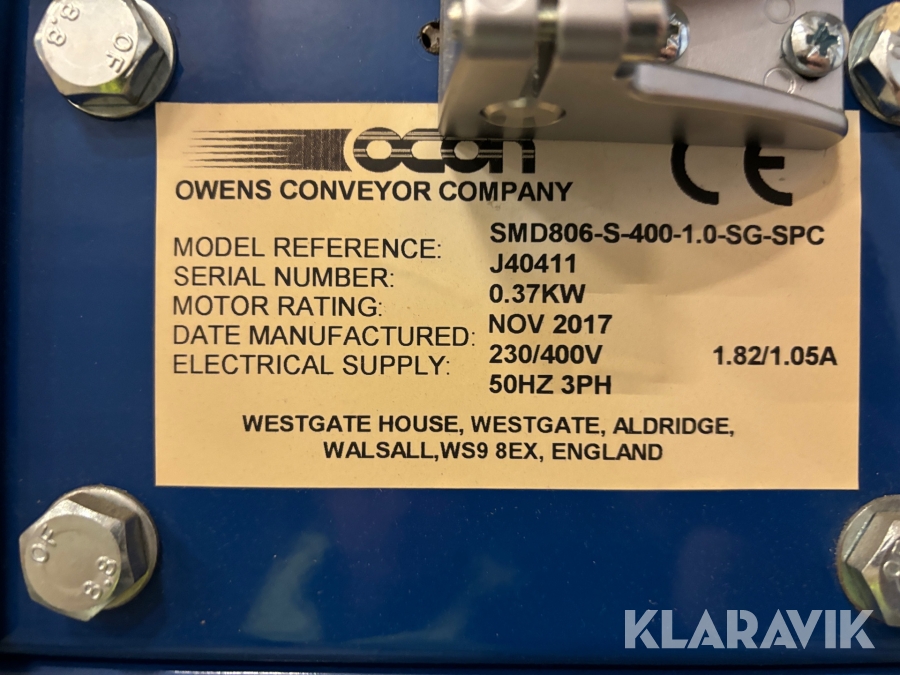 8.8 OF
OCON
CE
OWENS CONVEYOR COMPANY
MODEL REFERENCE: SMD806-S-400-1.0-SG-SPC
SERIAL NUMBER: J40411
MOTOR RATING: 0.37KW
DATE MANUFACTURED: NOV 2017
ELECTRICAL SUPPLY: 230/400V 1.82/1.05A
50HZ 3PH
WESTGATE HOUSE, WESTGATE, ALDRIDGE,
WALSALL,WS9 8EX, ENGLAND
OF 8.8
KLARAVIK